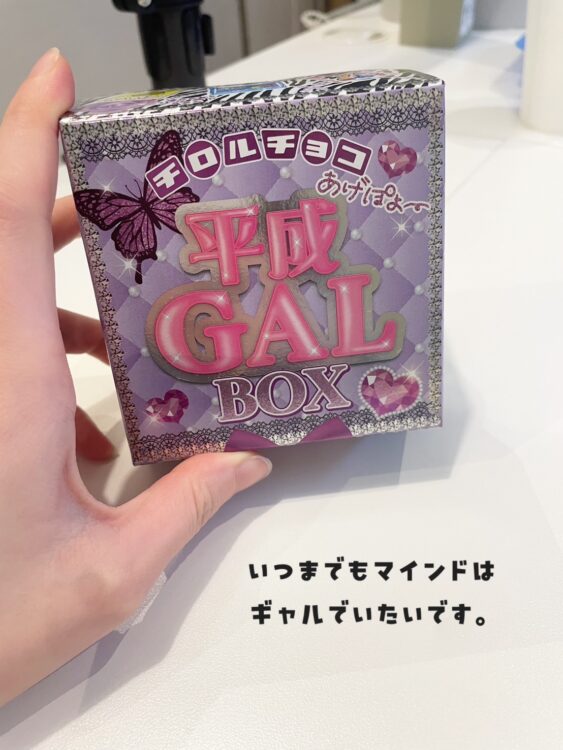 チロルチョコ
あげぽよ〜
平成
GAL
BOX
いつまでもマインドは
ギャルでいたいです。